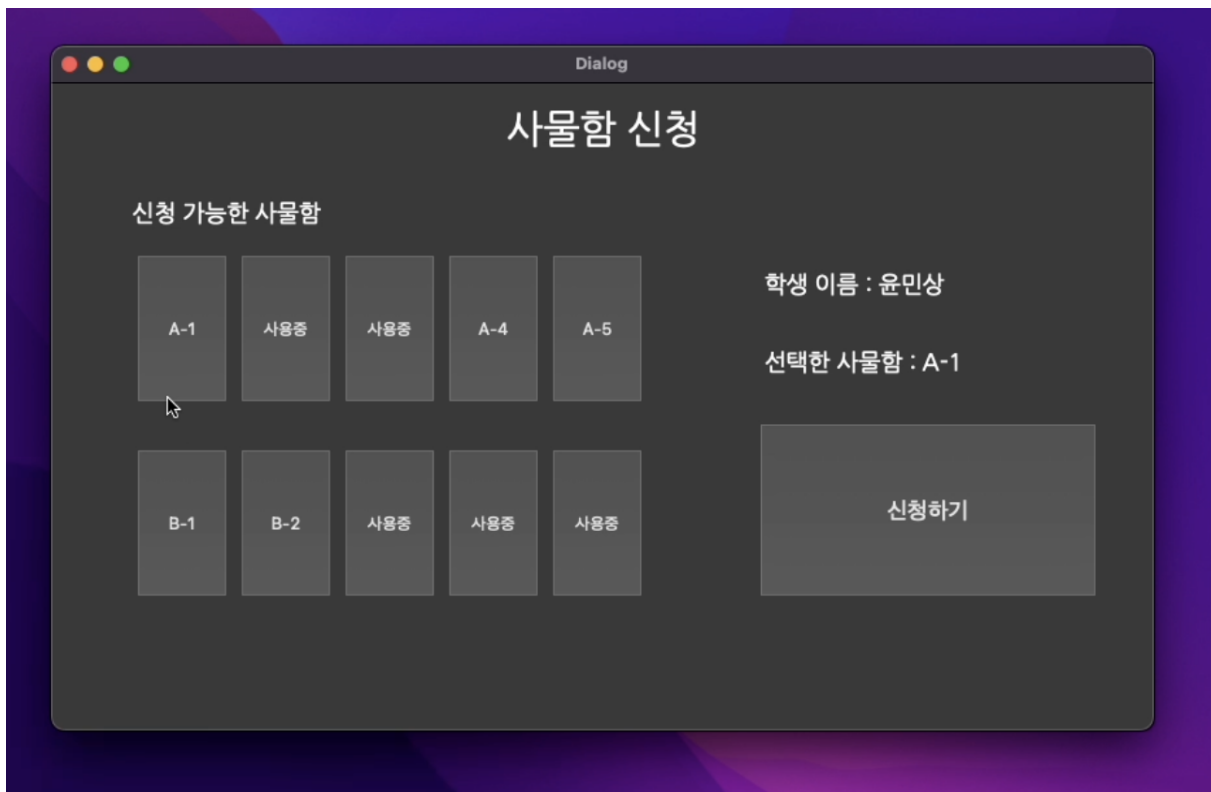 Dialog
사물함 신청
신청 가능한 사물함
A-1 사용중 사용중 A-4 A-5
B-1 B-2 사용중 사용중 사용중
학생 이름 : 윤민상
선택한 사물함 : A-1
신청하기